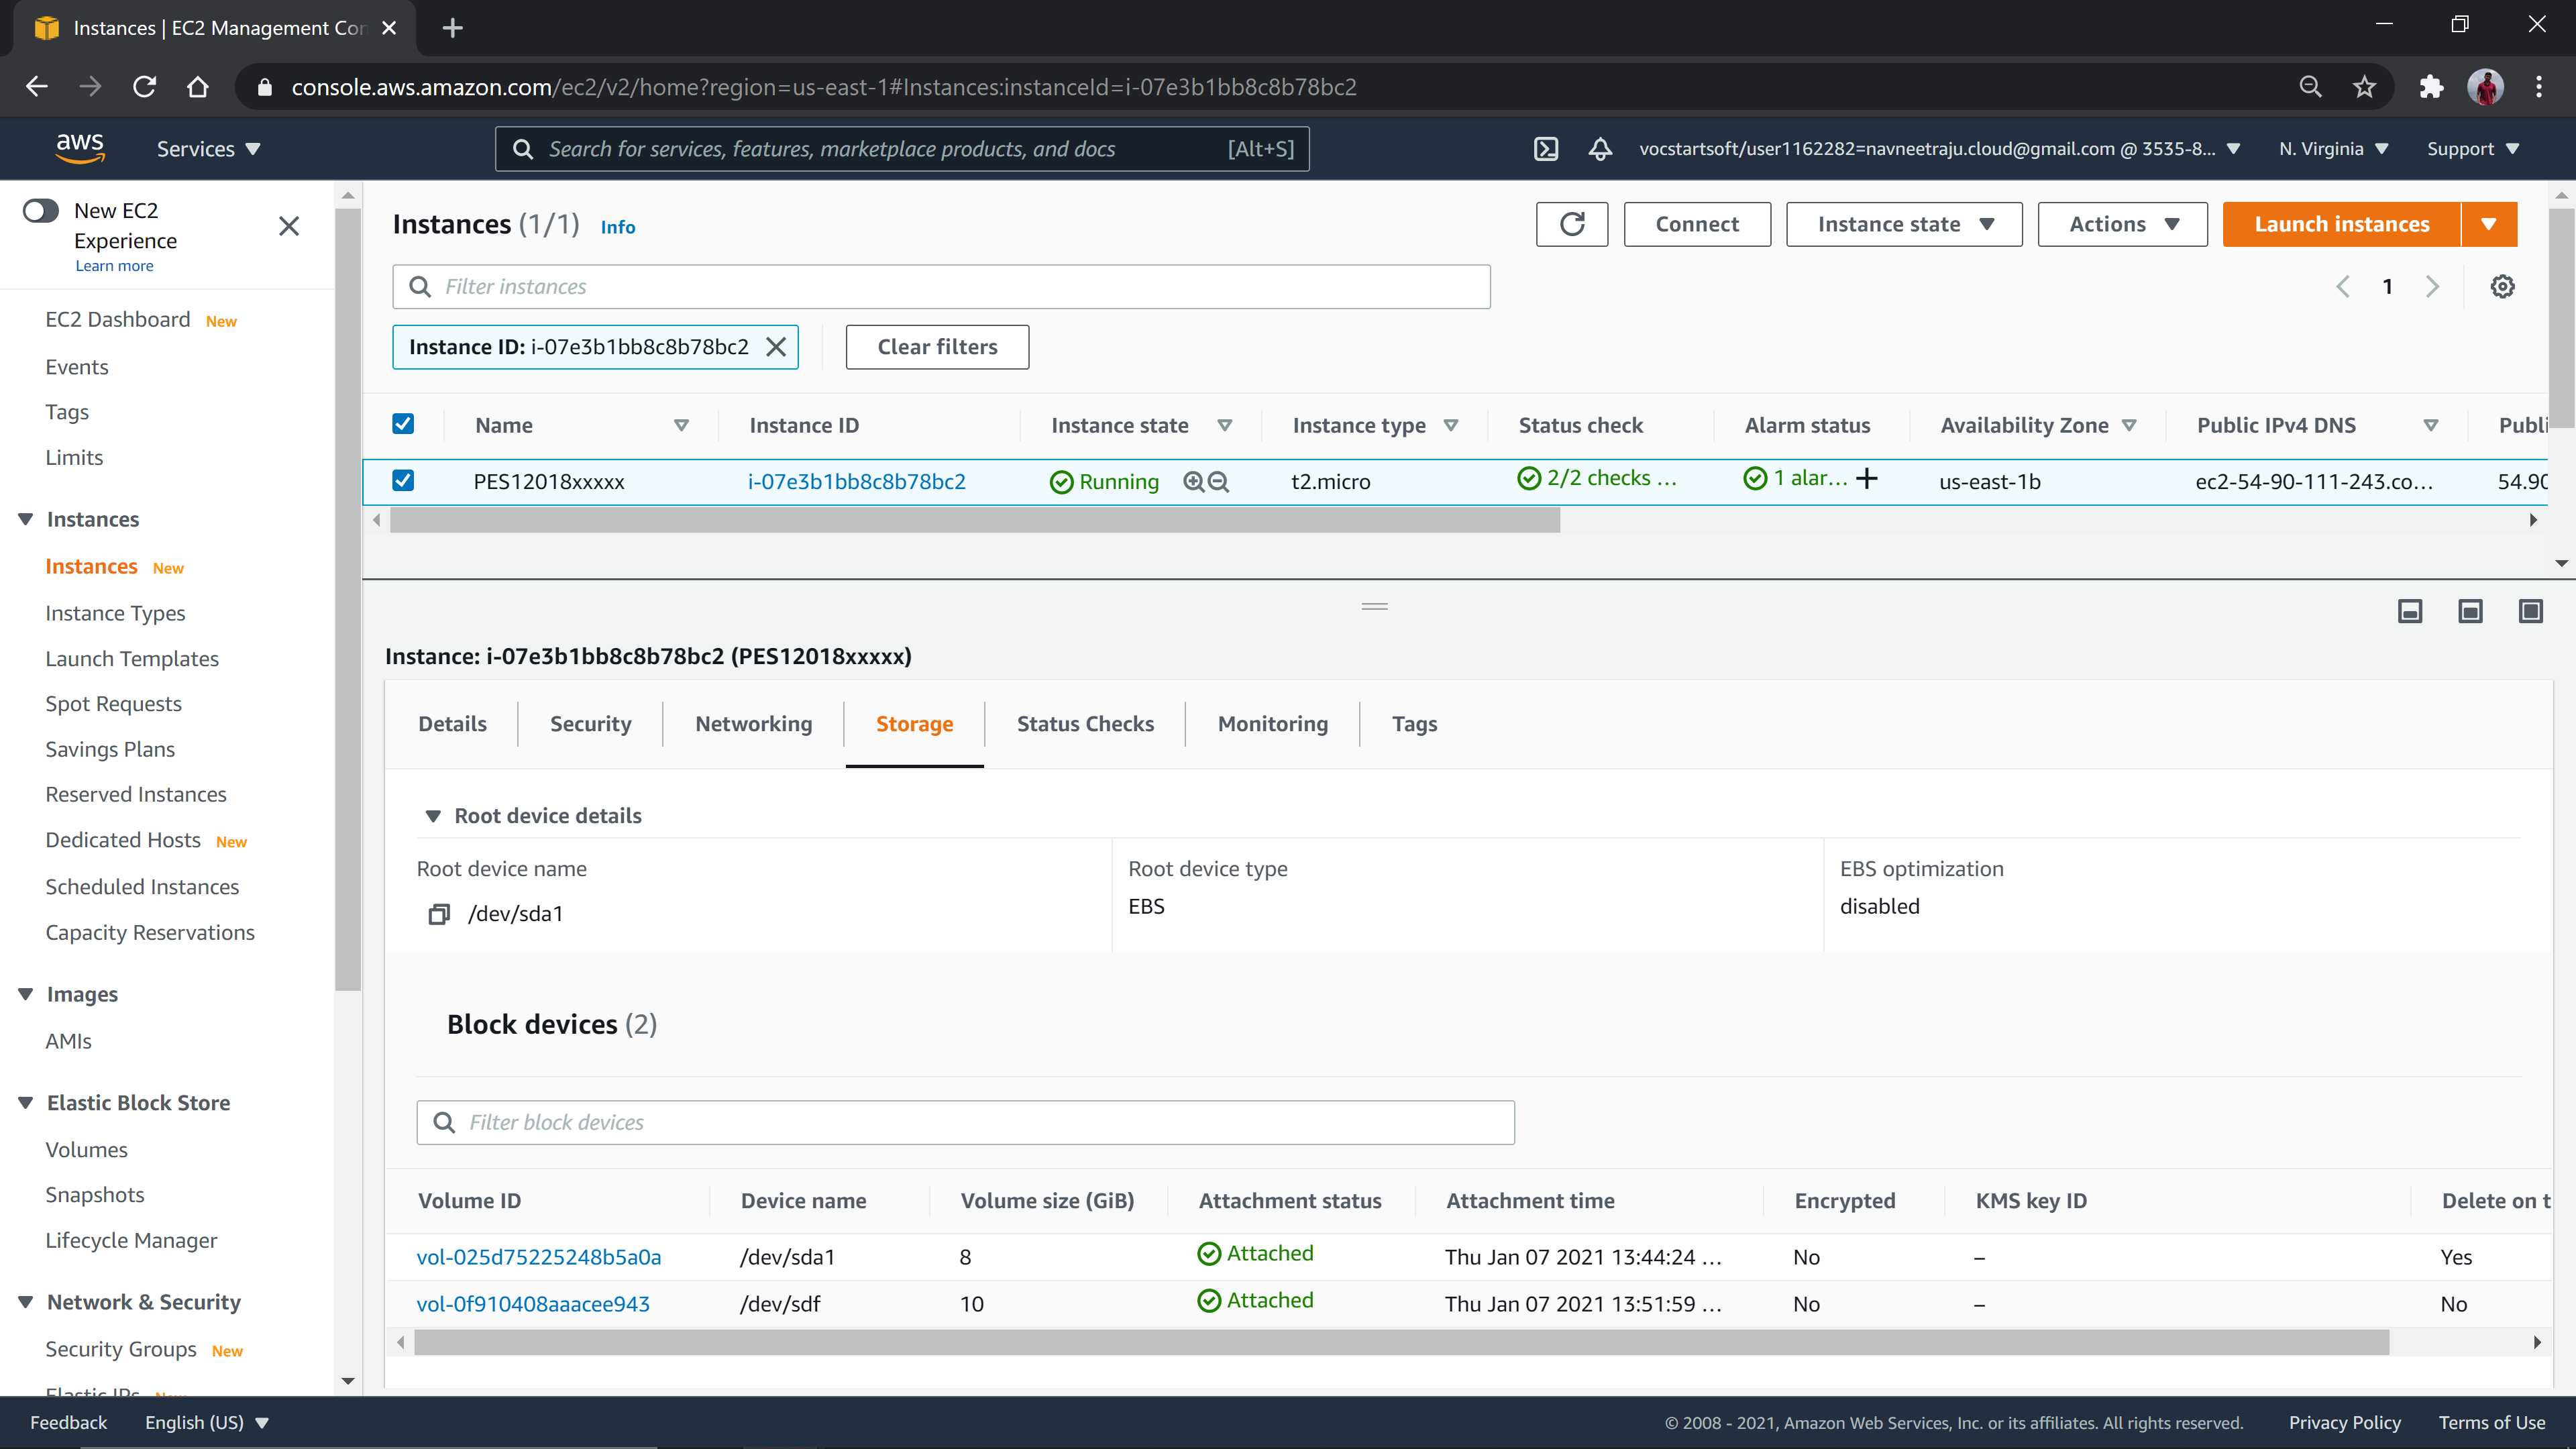 Instances | EC2 Management Con
console.aws.amazon.com/ec2/v2/home?region=us-east-1#Instances:instanceId=i-07e3b1bb8c8b78bc2
aws
Services
Search for services, features, marketplace products, and docs [Alt+S]
vocstartsoft/user1162282=navneetraju.cloud@gmail.com @ 3535-8...
N. Virginia
Support
New EC2
Experience
Learn more
EC2 Dashboard New
Events
Tags
Limits
Instances
Instances New
Instance Types
Launch Templates
Spot Requests
Savings Plans
Reserved Instances
Dedicated Hosts New
Scheduled Instances
Capacity Reservations
Images
AMIs
Elastic Block Store
Volumes
Snapshots
Lifecycle Manager
Network & Security
Security Groups New
Elastic IPs New
Instances (1/1) Info
Connect
Instance state
Actions
Launch instances
Filter instances
1
Instance ID: i-07e3b1bb8c8b78bc2
Clear filters
Name Instance ID Instance state Instance type Status check Alarm status Availability Zone Public IPv4 DNS Publi
PES12018xxxxx i-07e3b1bb8c8b78bc2 Running t2.micro 2/2 checks ... 1 alar... us-east-1b ec2-54-90-111-243.co... 54.90
Instance: i-07e3b1bb8c8b78bc2 (PES12018xxxxx)
Details Security Networking Storage Status Checks Monitoring Tags
Root device details
Root device name Root device type EBS optimization
/dev/sda1 EBS disabled
Block devices (2)
Filter block devices
Volume ID Device name Volume size (GiB) Attachment status Attachment time Encrypted KMS key ID Delete on t
vol-025d75225248b5a0a /dev/sda1 8 Attached Thu Jan 07 2021 13:44:24 ... No – Yes
vol-0f910408aaacee943 /dev/sdf 10 Attached Thu Jan 07 2021 13:51:59 ... No – No
Feedback English (US) © 2008 - 2021, Amazon Web Services, Inc. or its affiliates. All rights reserved. Privacy Policy Terms of Use